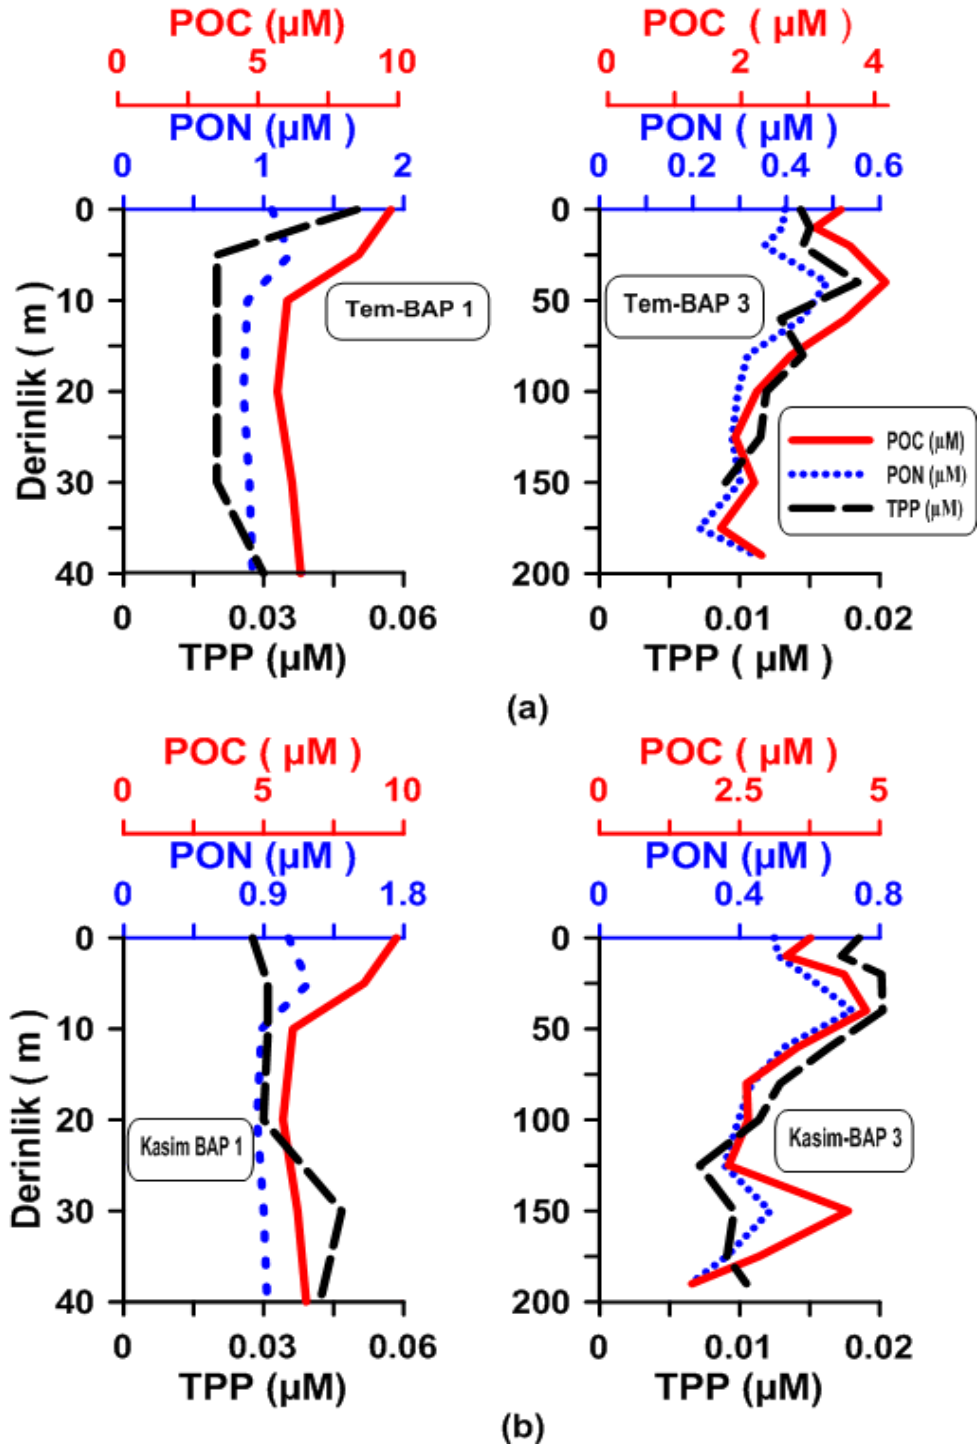 POC (µM)
0 5 10
PON (µM )
0 1 2
0
10
20
30
40
Derinlik ( m )
Tem-BAP 1
0 0.03 0.06
TPP (µM)
POC ( µM )
0 2 4
PON ( µM )
0 0.2 0.4 0.6
0
50
100
150
200
Tem-BAP 3
POC (µM)
PON (µM)
TPP (µM)
0 0.01 0.02
TPP ( µM )
(a)
POC ( µM )
0 5 10
PON (µM )
0 0.9 1.8
0
10
20
30
40
Derinlik ( m )
Kasim BAP 1
0 0.03 0.06
TPP (µM)
POC ( µM )
0 2.5 5
PON ( µM )
0 0.4 0.8
0
50
100
150
200
Kasim-BAP 3
0 0.01 0.02
TPP (µM)
(b)